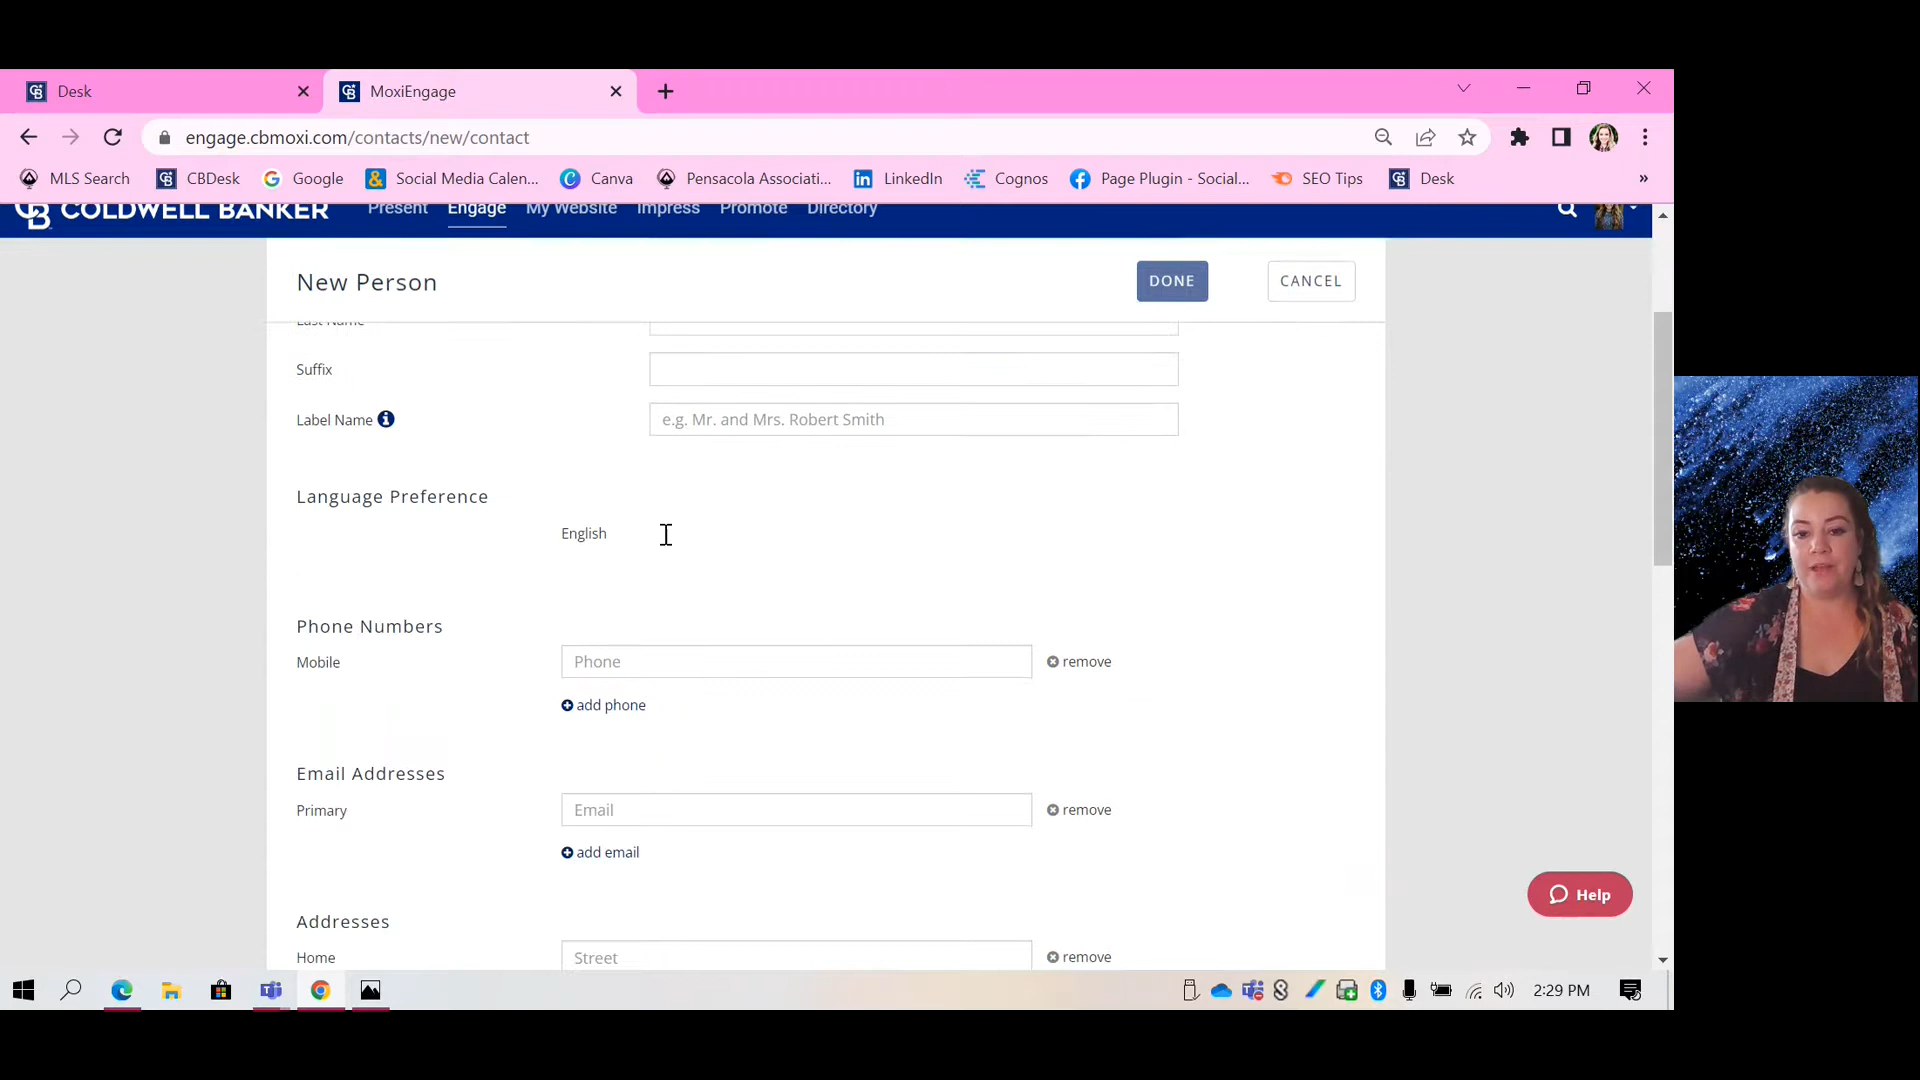 Desk
MoxiEngage
engage.cbmoxi.com/contacts/new/contact
MLS Search CBDesk Google Social Media Calen... Canva Pensacola Associati... LinkedIn Cognos Page Plugin - Social... SEO Tips Desk »
COLDWELL BANKER Present Engage My Website Impress Promote Directory
New Person DONE CANCEL
Last Name
Suffix
Label Name e.g. Mr. and Mrs. Robert Smith
Language Preference
English
Phone Numbers
Mobile Phone remove
add phone
Email Addresses
Primary Email remove
add email
Help
Addresses
Home Street remove
2:29 PM